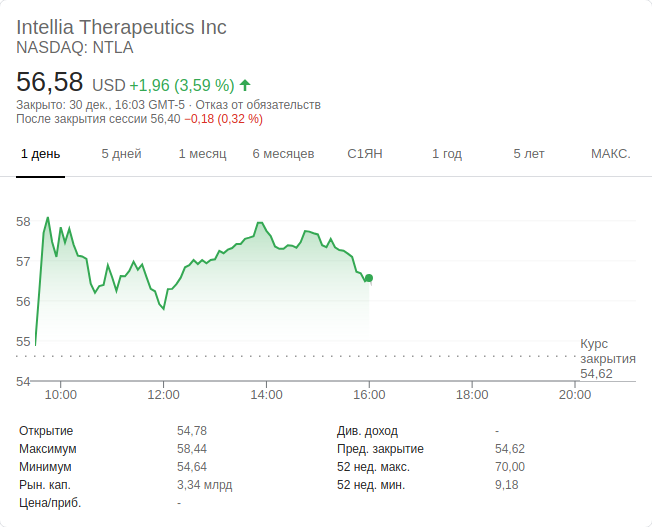 Intellia Therapeutics Inc
NASDAQ: NTLA
56,58 USD +1,96 (3,59 %)
Закрыто: 30 дек., 16:03 GMT-5 · Отказ от обязательств
После закрытия сессии 56,40 −0,18 (0,32 %)
1 день 5 дней 1 месяц 6 месяцев С1ЯН 1 год 5 лет МАКС.
58
57
56
55
Курс
закрытия
54,62
54
10:00 12:00 14:00 16:00 18:00 20:00
Открытие 54,78 Див. доход -
Максимум 58,44 Пред. закрытие 54,62
Минимум 54,64 52 нед. макс. 70,00
Рын. кап. 3,34 млрд 52 нед. мин. 9,18
Цена/приб. -